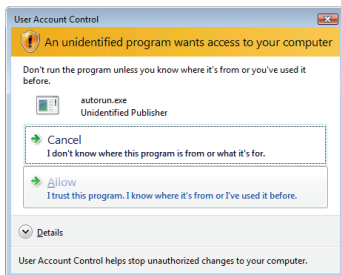 User Account Control
An unidentified program wants access to your computer
Don't run the program unless you know where it's from or you've used it
before.
autorun.exe
Unidentified Publisher
Cancel
I don't know where this program is from or what it's for.
Allow
I trust this program. I know where it's from or I've used it before.
Details
User Account Control helps stop unauthorized changes to your computer.